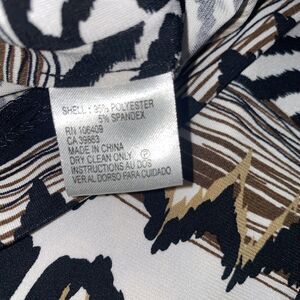 SHELL : 95% POLYESTER
5% SPANDEX
RN 106409
CA 39663
MADE IN CHINA
DRY CLEAN ONLY Ⓟ
INSTRUCTIONS AU DOS
VER AL DORSO PARA CUIDADO